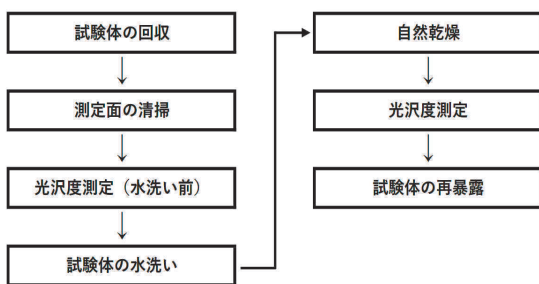 試験体の回収
測定面の清掃
光沢度測定（水洗い前）
試験体の水洗い
自然乾燥
光沢度測定
試験体の再暴露